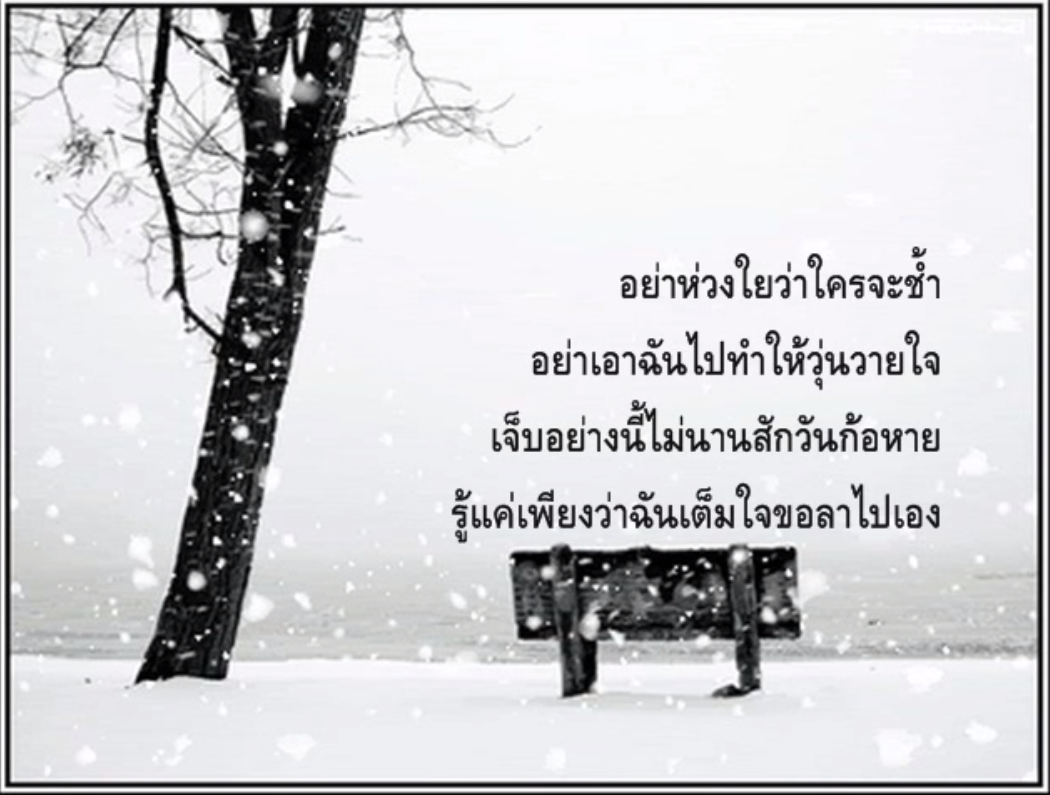 อย่าห่วงใยว่าใครจะช้ำ
อย่าเอาฉันไปทำให้วุ่นวายใจ
เจ็บอย่างนี้ไม่นานสักวันก้อหาย
รู้แค่เพียงว่าฉันเต็มใจขอลาไปเอง